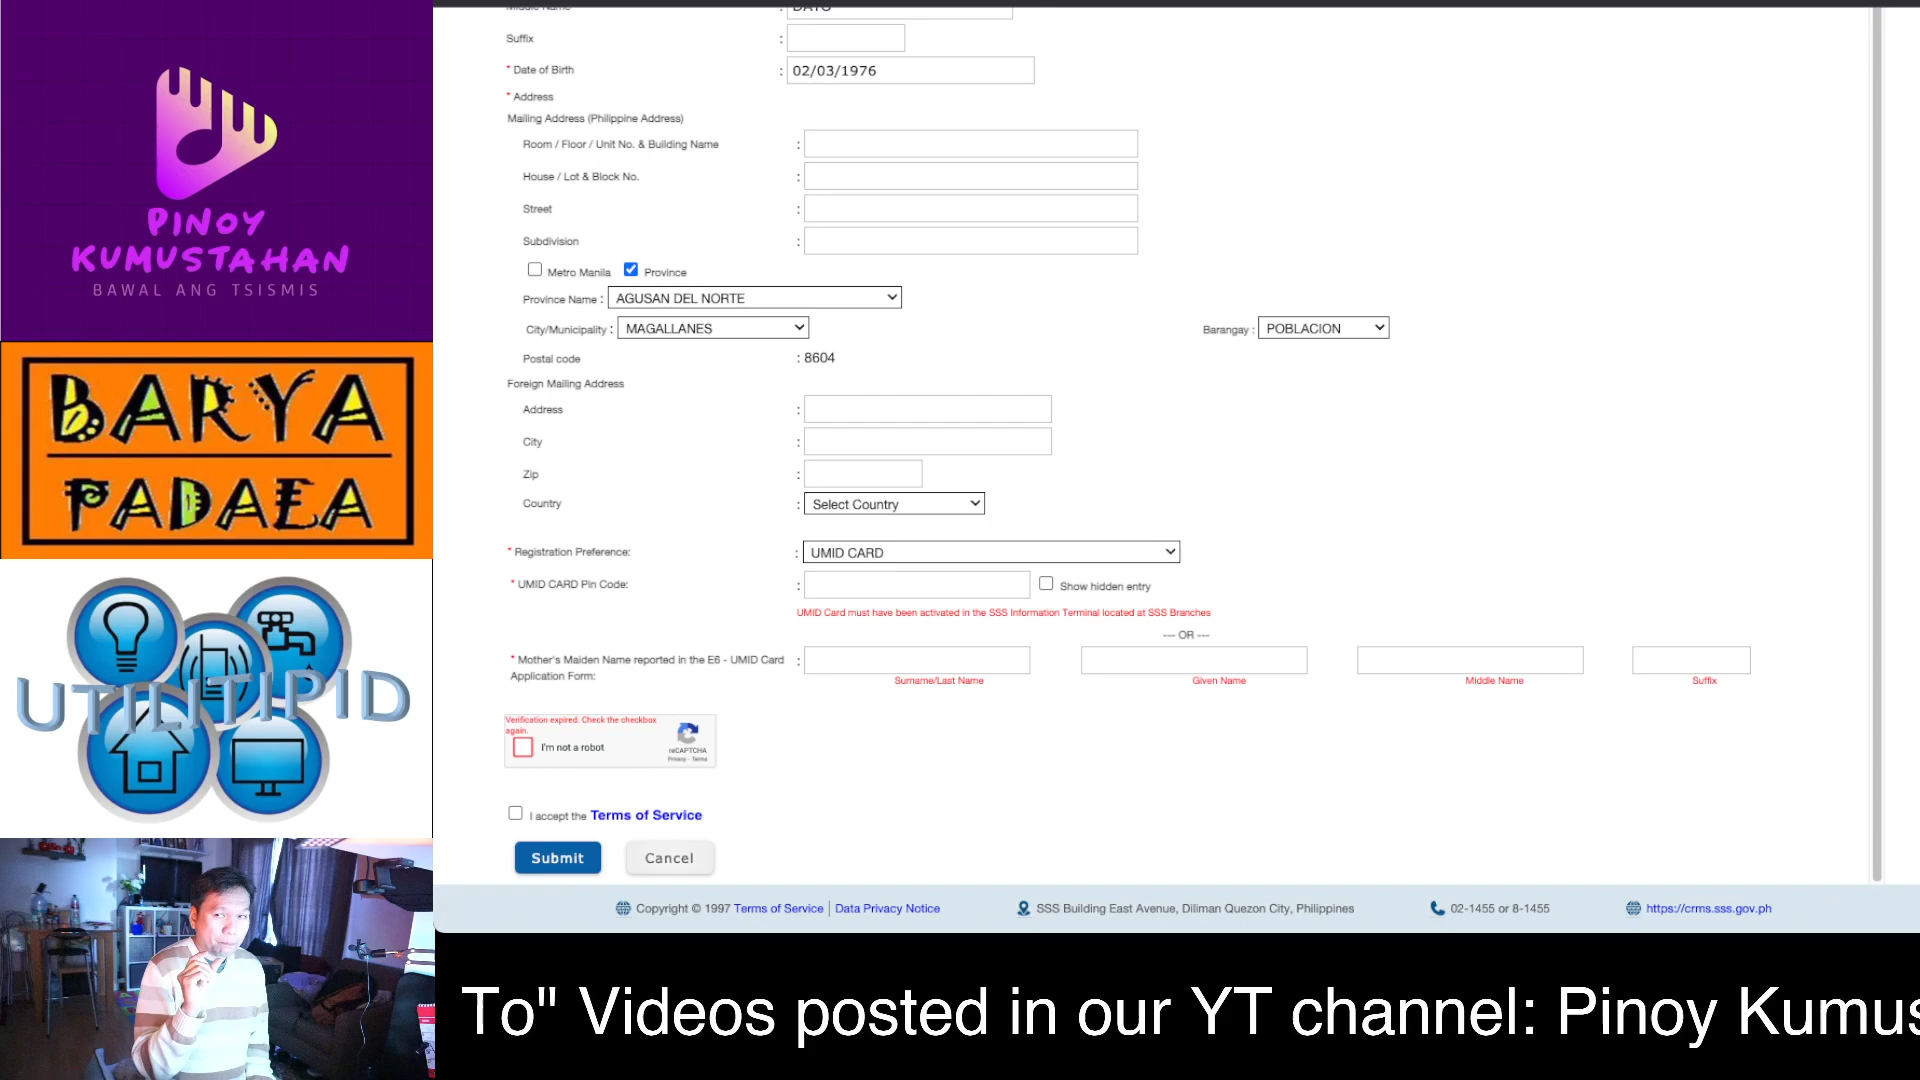 PINOY
KUMUSTAHAN
BAWAL ANG TSISMIS
BARYA
PADALA
UTILITIPID
Middle Name : DAYO
Suffix :
* Date of Birth : 02/03/1976
* Address
Mailing Address (Philippine Address)
Room / Floor / Unit No. & Building Name :
House / Lot & Block No. :
Street :
Subdivision :
Metro Manila Province
Province Name : AGUSAN DEL NORTE
City/Municipality : MAGALLANES Barangay : POBLACION
Postal code : 8604
Foreign Mailing Address
Address :
City :
Zip :
Country : Select Country
* Registration Preference: : UMID CARD
* UMID CARD Pin Code: : Show hidden entry
UMID Card must have been activated in the SSS Information Terminal located at SSS Branches
--- OR ---
* Mother's Maiden Name reported in the E6 - UMID Card :
Application Form:
Surname/Last Name Given Name Middle Name Suffix
Verification expired. Check the checkbox
again.
I'm not a robot
reCAPTCHA
Privacy - Terms
I accept the Terms of Service
Submit Cancel
Copyright © 1997 Terms of Service | Data Privacy Notice SSS Building East Avenue, Diliman Quezon City, Philippines 02-1455 or 8-1455 https://crms.sss.gov.ph
To" Videos posted in our YT channel: Pinoy Kumus